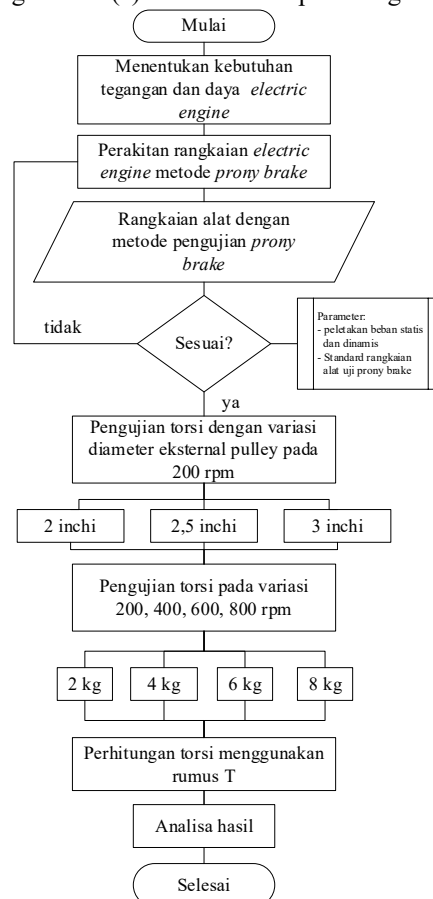 Mulai
Menentukan kebutuhan
tegangan dan daya electric
engine
Perakitan rangkaian electric
engine metode prony brake
Rangkaian alat dengan
metode pengujian prony
brake
tidak
Sesuai?
Parameter:
- peletakan beban statis
dan dinamis
- Standard rangkaian
alat uji prony brake
ya
Pengujian torsi dengan variasi
diameter eksternal pulley pada
200 rpm
2 inchi
2,5 inchi
3 inchi
Pengujian torsi pada variasi
200, 400, 600, 800 rpm
2 kg
4 kg
6 kg
8 kg
Perhitungan torsi menggunakan
rumus T
Analisa hasil
Selesai